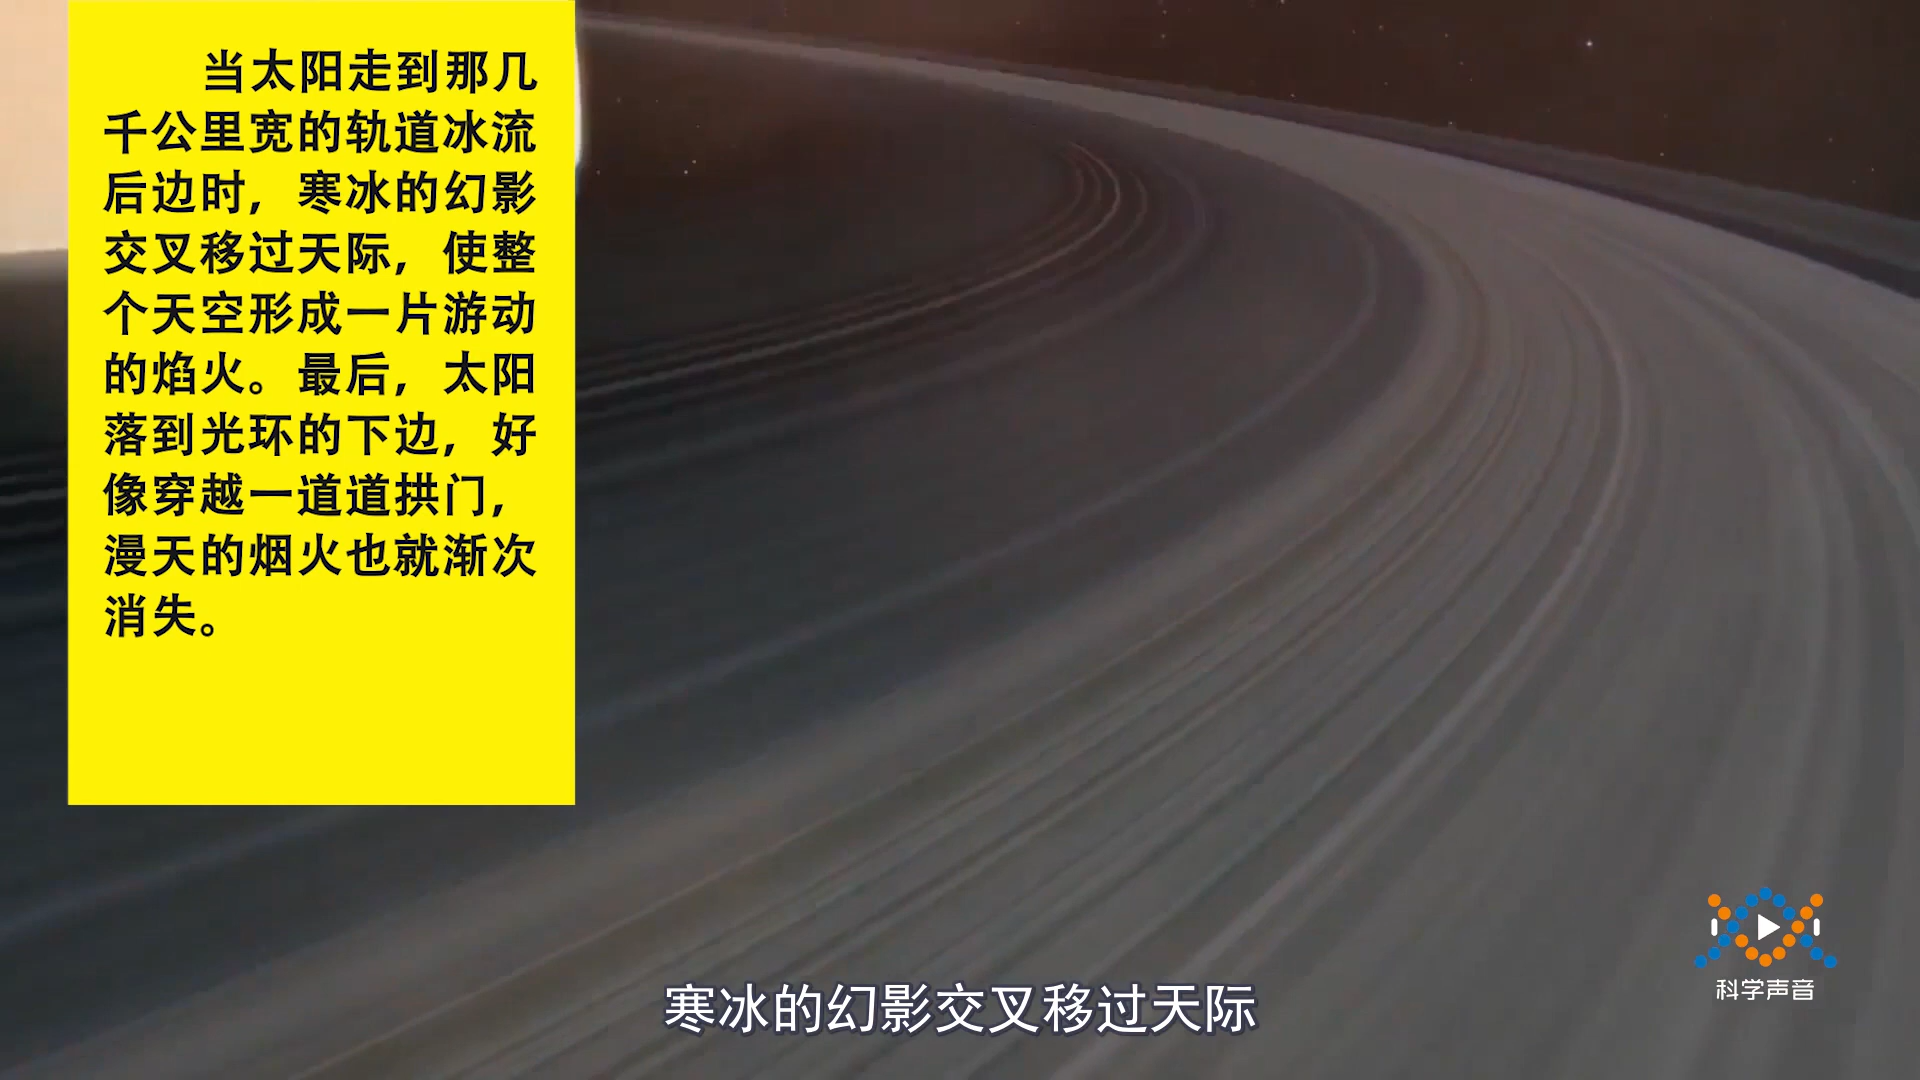 当太阳走到那几
千公里宽的轨道冰流
后边时，寒冰的幻影
交叉移过天际，使整
个天空形成一片游动
的焰火。最后，太阳
落到光环的下边，好
像穿越一道道拱门，
漫天的烟火也就渐次
消失。
科学声音
寒冰的幻影交叉移过天际